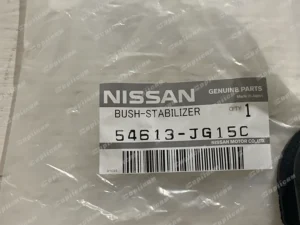 NISSAN
GENUINE PARTS
BUSH-STABILIZER
QTY. 1
54613-JG15C
NISSAN MOTOR CO.,LTD.